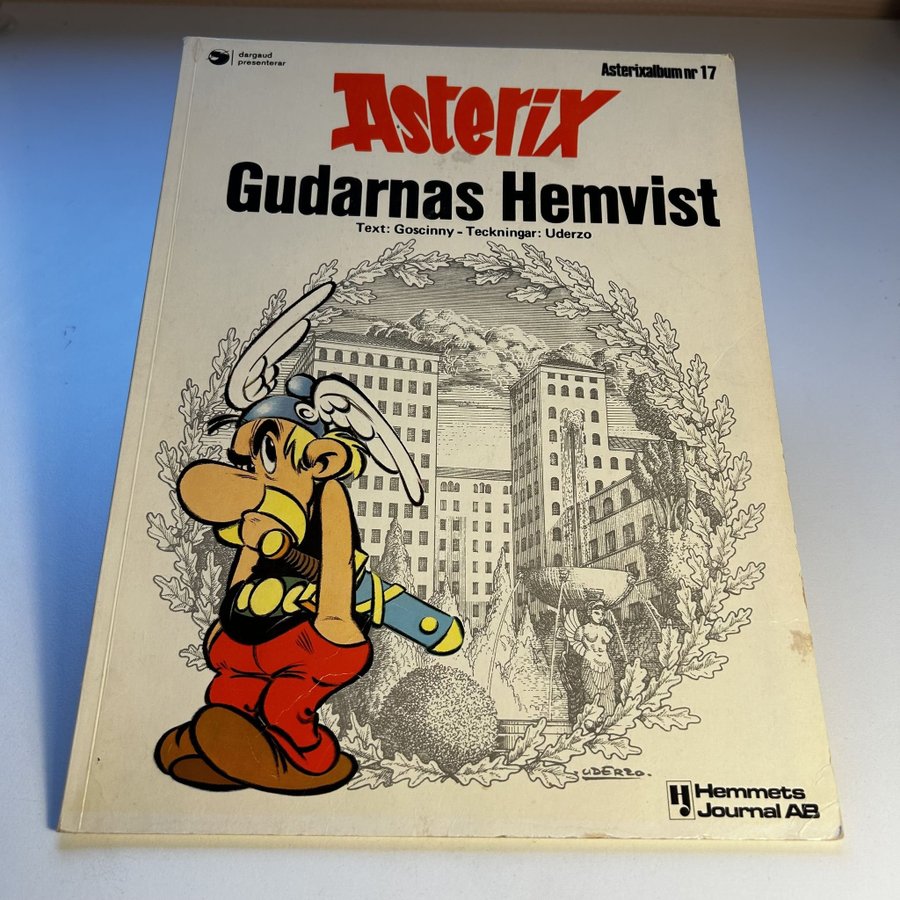 dargaud
presenterar
Asterixalbum nr 17
Asterix
Gudarnas Hemvist
Text: Goscinny - Teckningar: Uderzo
UDERZO.
H Hemmets
Journal AB